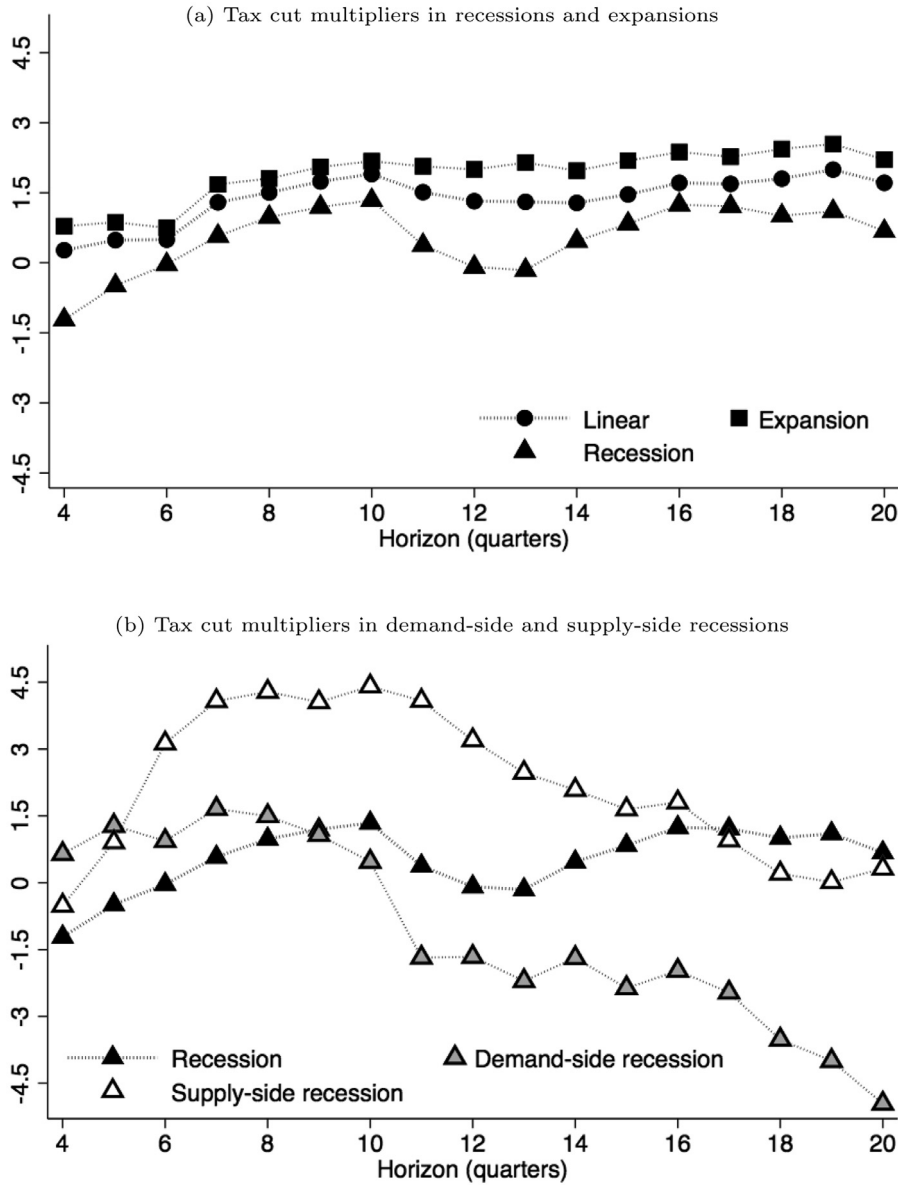 (a) Tax cut multipliers in recessions and expansions
4.5
3
1.5
0
-1.5
-3
-4.5
Linear Expansion
Recession
4 6 8 10 12 14 16 18 20
Horizon (quarters)
(b) Tax cut multipliers in demand-side and supply-side recessions
4.5
3
1.5
0
-1.5
-3
-4.5
Recession Demand-side recession
Supply-side recession
4 6 8 10 12 14 16 18 20
Horizon (quarters)